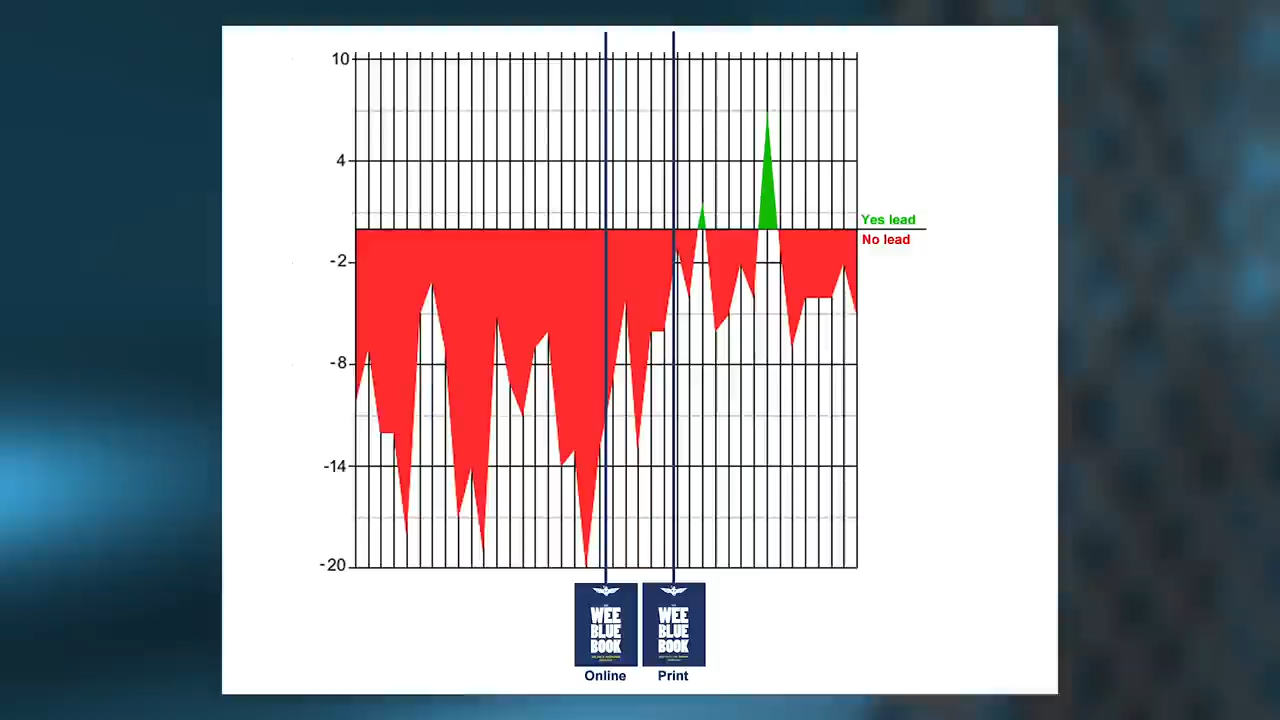 10
4
Yes lead
No lead
-2
-8
-14
-20
WEE
BLUE
BOOK
WEE
BLUE
BOOK
Online
Print